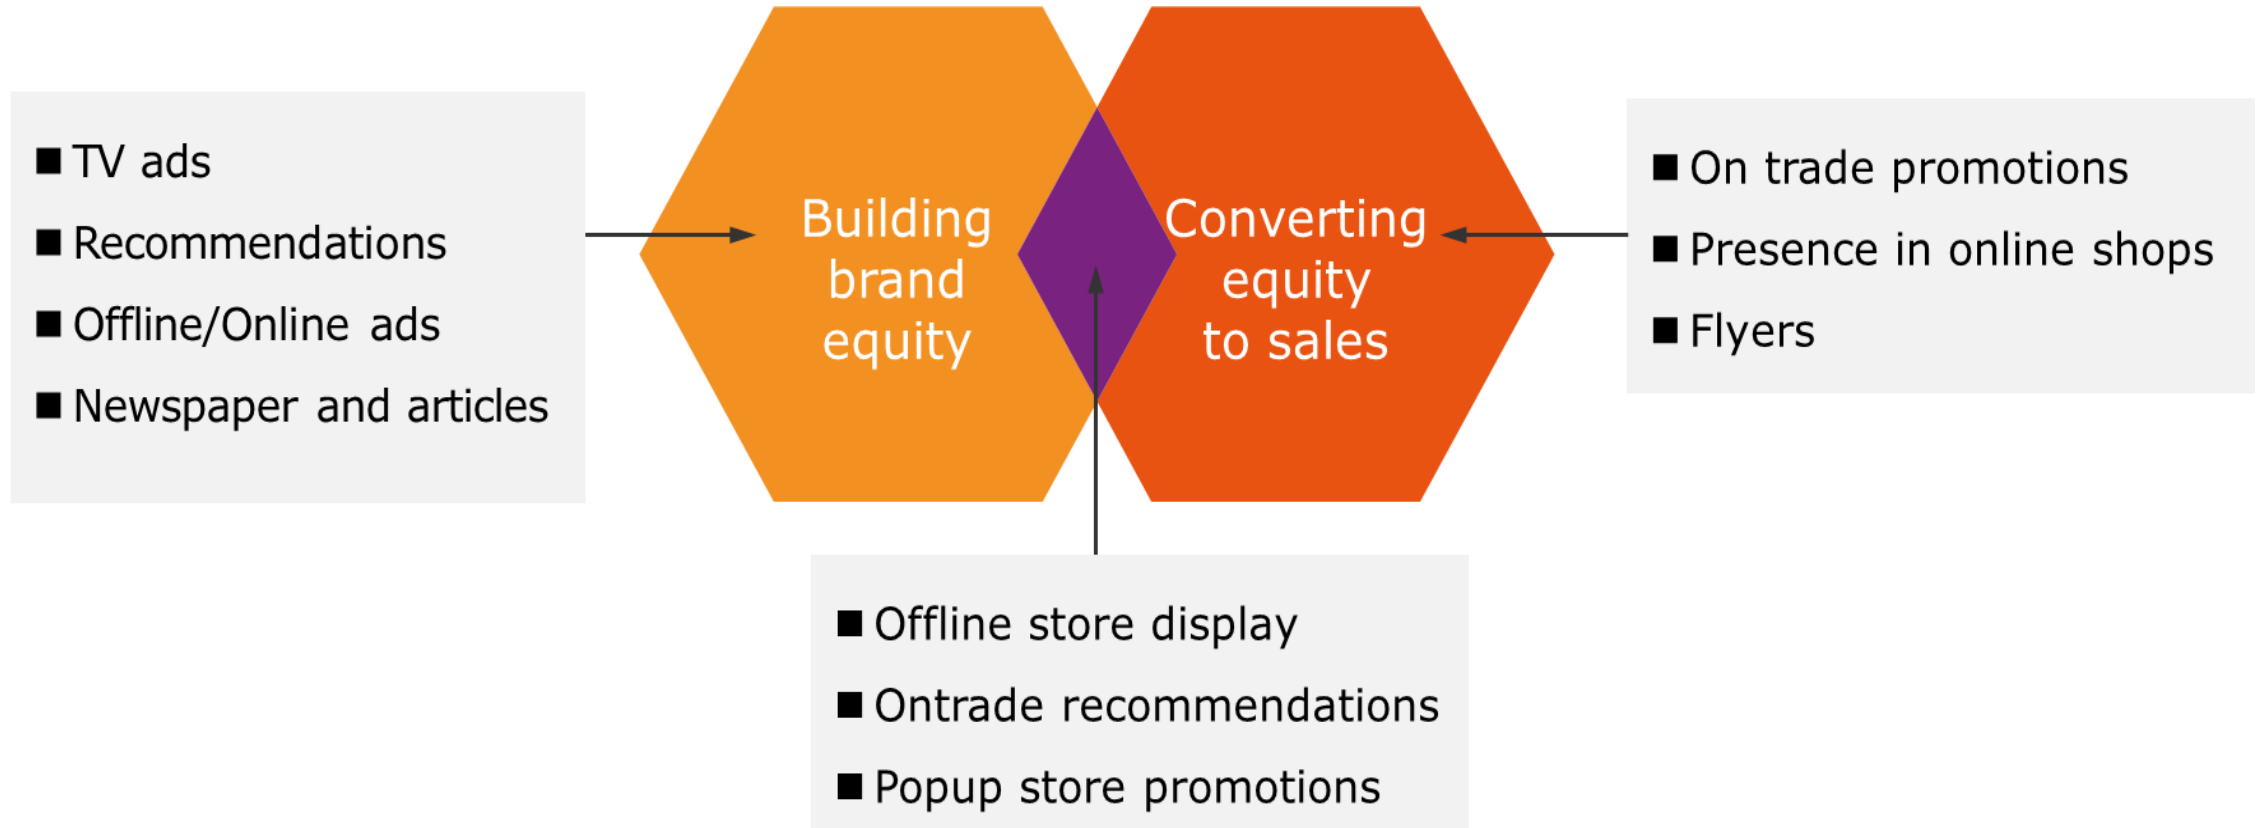 ■ TV ads
■ Recommendations
■ Offline/Online ads
■ Newspaper and articles
Building
brand
equity
Converting
equity
to sales
■ On trade promotions
■ Presence in online shops
■ Flyers
■ Offline store display
■ Ontrade recommendations
■ Popup store promotions